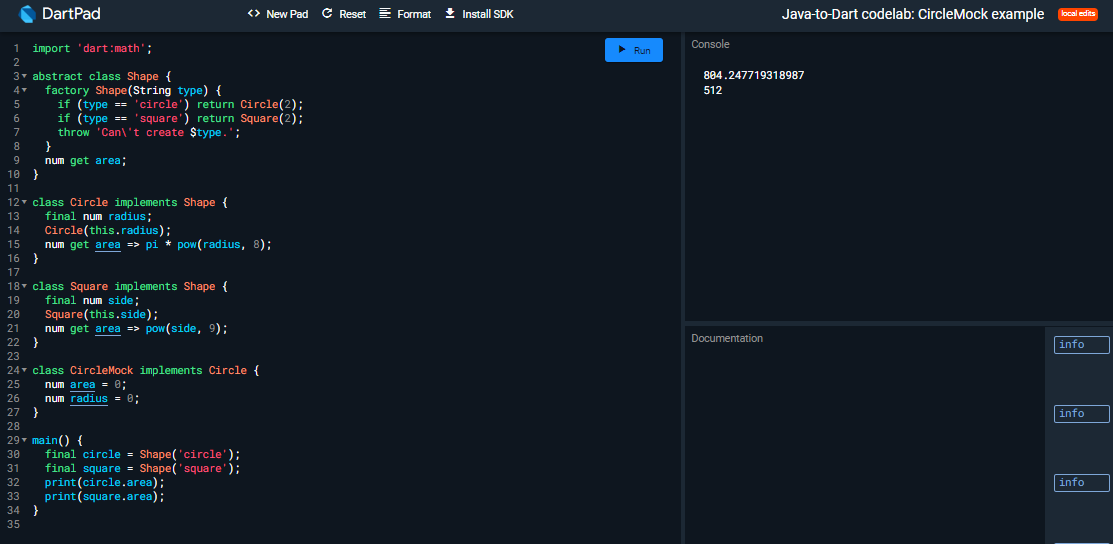 DartPad
<> New Pad
Reset
Format
Install SDK
Java-to-Dart codelab: CircleMock example
local edits
Run
1 import 'dart:math';
2
3 abstract class Shape {
4   factory Shape(String type) {
5     if (type == 'circle') return Circle(2);
6     if (type == 'square') return Square(2);
7     throw 'Can\'t create $type.';
8   }
9   num get area;
10 }
11
12 class Circle implements Shape {
13   final num radius;
14   Circle(this.radius);
15   num get area => pi * pow(radius, 8);
16 }
17
18 class Square implements Shape {
19   final num side;
20   Square(this.side);
21   num get area => pow(side, 9);
22 }
23
24 class CircleMock implements Circle {
25   num area = 0;
26   num radius = 0;
27 }
28
29 main() {
30   final circle = Shape('circle');
31   final square = Shape('square');
32   print(circle.area);
33   print(square.area);
34 }
35
Console
804.247719318987
512
Documentation
info
info
info